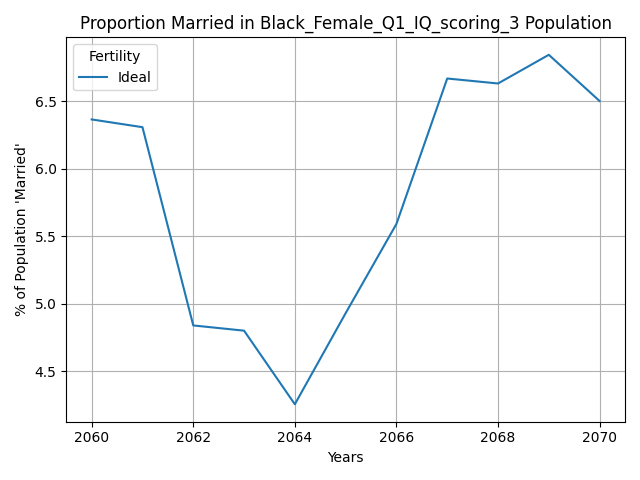 Proportion Married in Black_Female_Q1_IQ_scoring_3 Population
Fertility
Ideal
% of Population 'Married'
6.5
6.0
5.5
5.0
4.5
2060
2062
2064
2066
2068
2070
Years